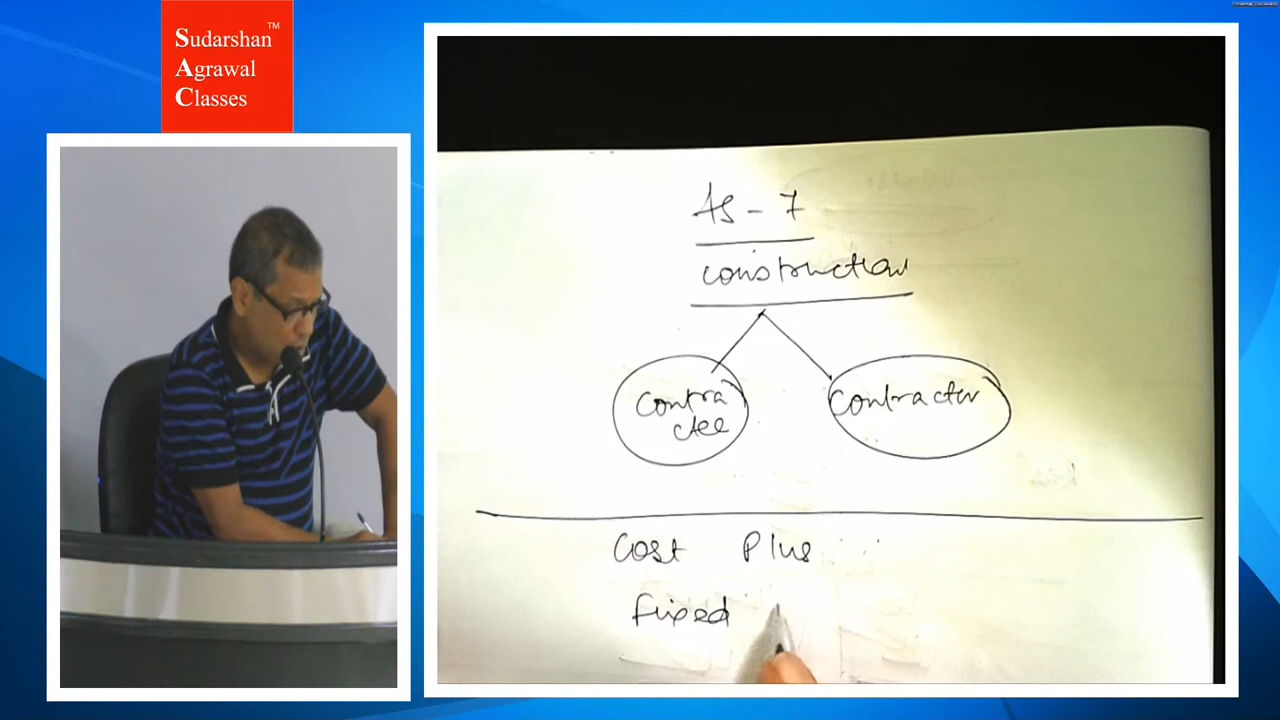 Sudarshan™
Agrawal
Classes
AS - 7
construction
Contra
ctee
Contractor
Cost Plus
fixed